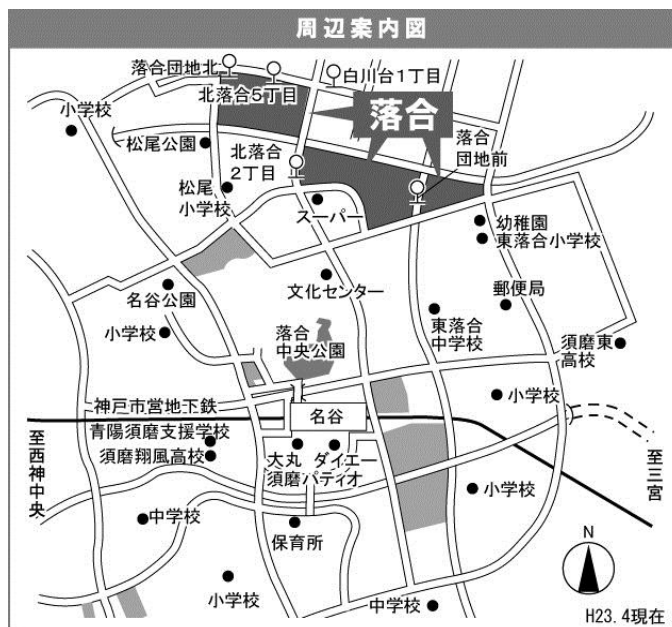 周辺案内図
落合団地北
白川台1丁目
北落合5丁目
小学校
落合
落合
団地前
松尾公園
北落合
2丁目
松尾
小学校
スーパー
幼稚園
東落合小学校
文化センター
名谷公園
郵便局
小学校
落合
中央公園
東落合
中学校
須磨東
高校
神戸市営地下鉄
名谷
小学校
至西神中央
青陽須磨支援学校
須磨翔風高校
大丸
ダイエー
須磨パティオ
至三宮
小学校
中学校
保育所
N
小学校
中学校
H23.4現在